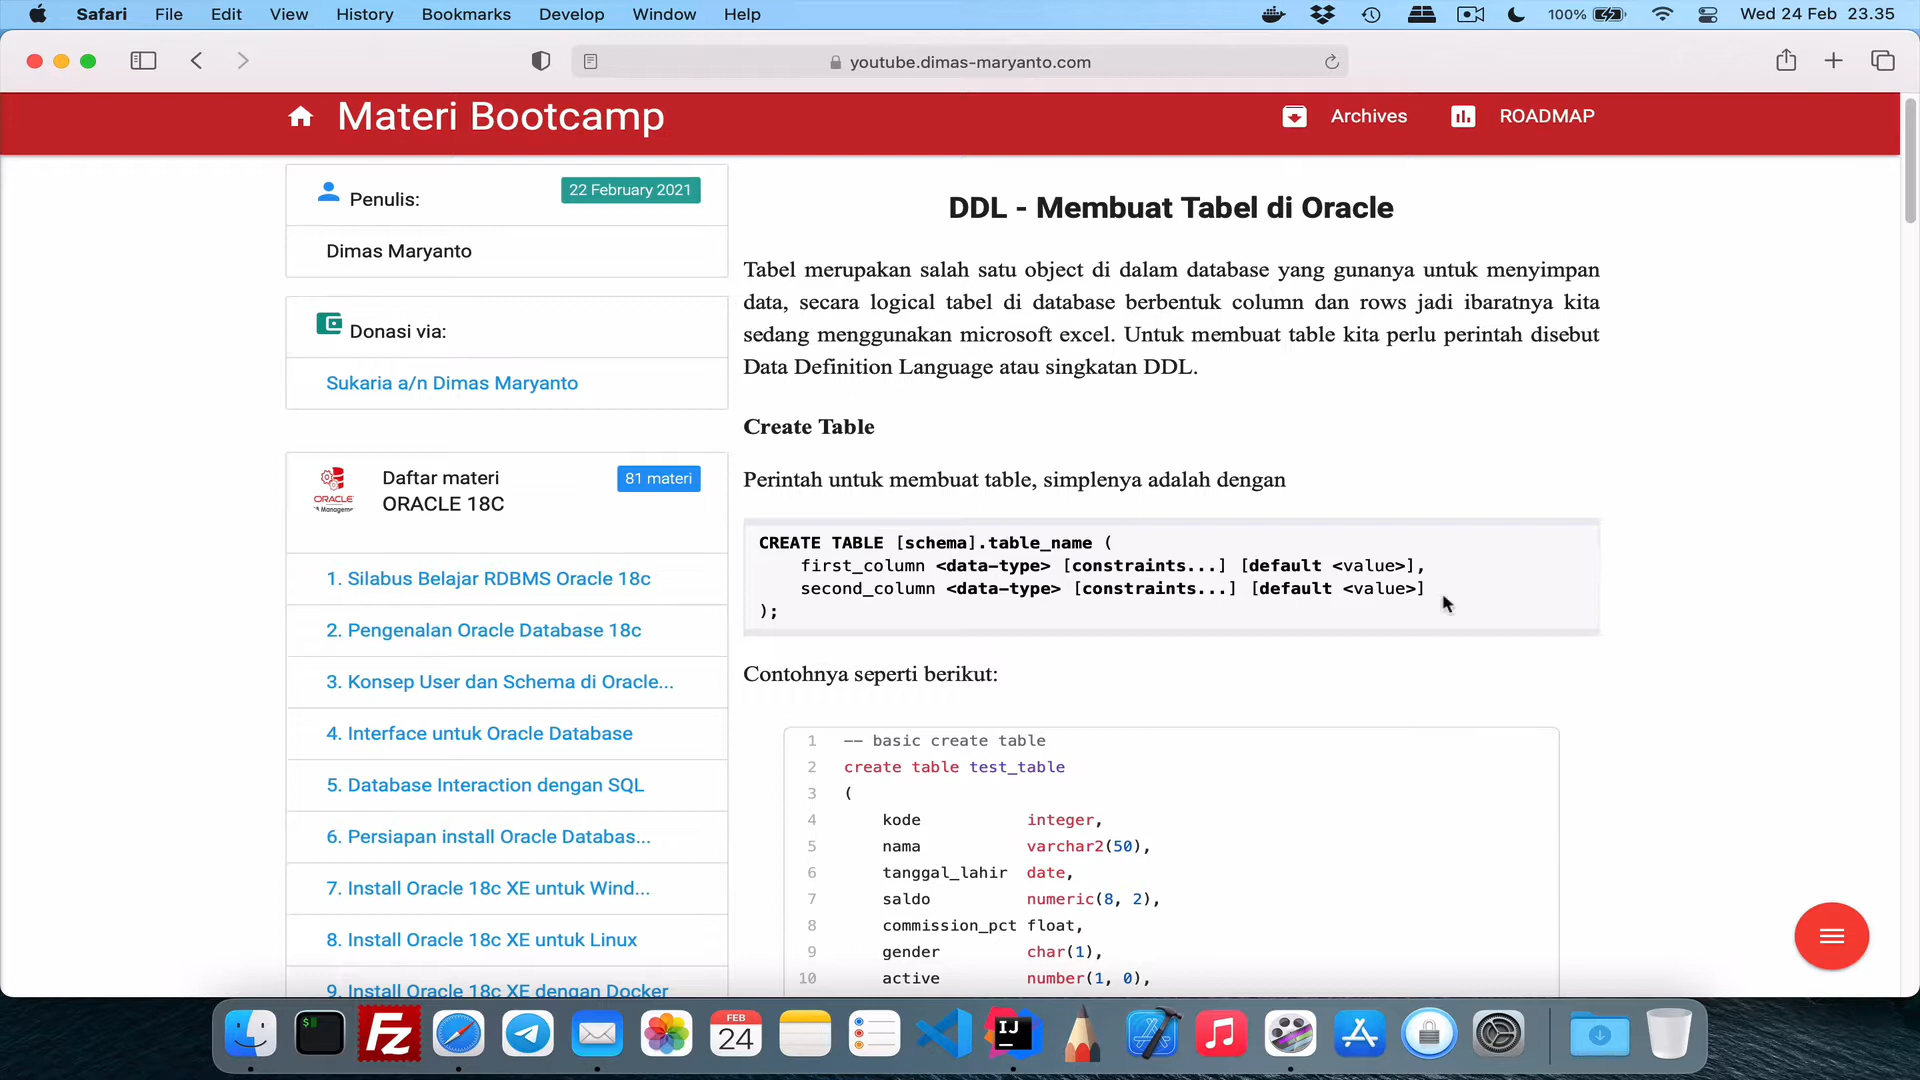 Safari File Edit View History Bookmarks Develop Window Help 100% Wed 24 Feb 23.35
youtube.dimas-maryanto.com
Materi Bootcamp
Archives ROADMAP
Penulis: 22 February 2021
Dimas Maryanto
Donasi via:
Sukaria a/n Dimas Maryanto
ORACLE
Daftar materi
ORACLE 18C
81 materi
1. Silabus Belajar RDBMS Oracle 18c
2. Pengenalan Oracle Database 18c
3. Konsep User dan Schema di Oracle...
4. Interface untuk Oracle Database
5. Database Interaction dengan SQL
6. Persiapan install Oracle Databas...
7. Install Oracle 18c XE untuk Wind...
8. Install Oracle 18c XE untuk Linux
9. Install Oracle 18c XE dengan Docker
DDL - Membuat Tabel di Oracle
Tabel merupakan salah satu object di dalam database yang gunanya untuk menyimpan
data, secara logical tabel di database berbentuk column dan rows jadi ibaratnya kita
sedang menggunakan microsoft excel. Untuk membuat table kita perlu perintah disebut
Data Definition Language atau singkatan DDL.
Create Table
Perintah untuk membuat table, simplenya adalah dengan
CREATE TABLE [schema].table_name (
first_column <data-type> [constraints...] [default <value>],
second_column <data-type> [constraints...] [default <value>]
);
Contohnya seperti berikut:
1 -- basic create table
2 create table test_table
3 (
4 kode integer,
5 nama varchar2(50),
6 tanggal_lahir date,
7 saldo numeric(8, 2),
8 commission_pct float,
9 gender char(1),
10 active number(1, 0),
$
Fz
FEB
24
IJ